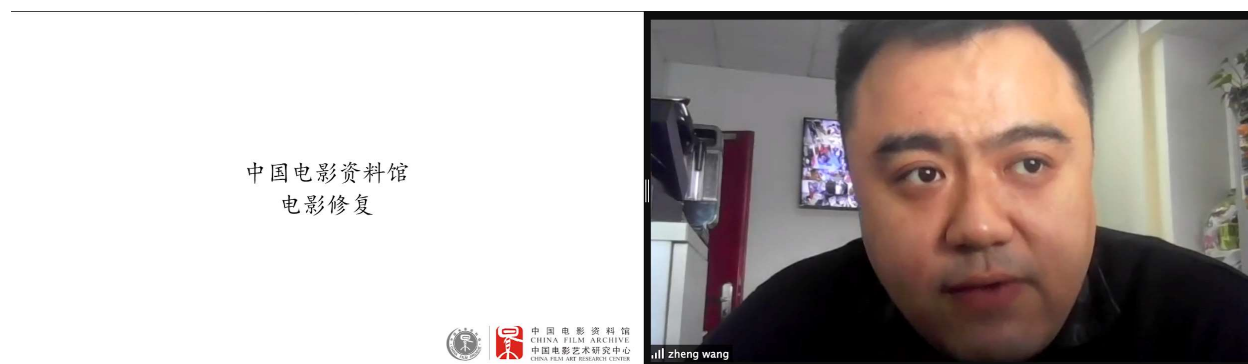 中国电影资料馆
电影修复
中国电影资料馆
CHINA FILM ARCHIVE
中国电影艺术研究中心
CHINA FILM ART RESEARCH CENTER
zheng wang